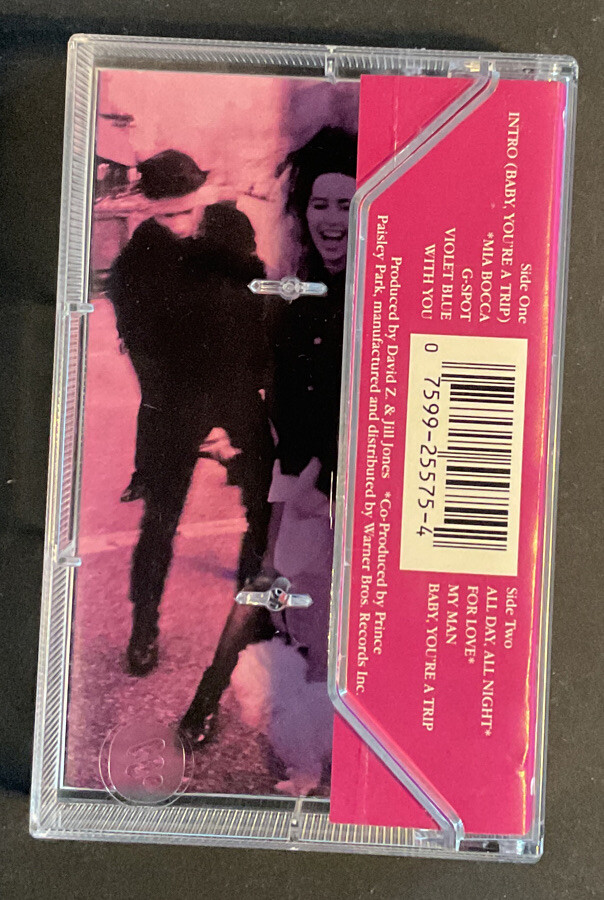 Side One
INTRO (BABY, YOU'RE A TRIP)
*MIA BOCCA
G-SPOT
VIOLET BLUE
WITH YOU
0 7599-25575-4
Side Two
ALL DAY, ALL NIGHT*
FOR LOVE*
MY MAN
BABY, YOU'RE A TRIP
Produced by David Z. & Jill Jones *Co-Produced by Prince
Paisley Park, manufactured and distributed by Warner Bros. Records Inc.